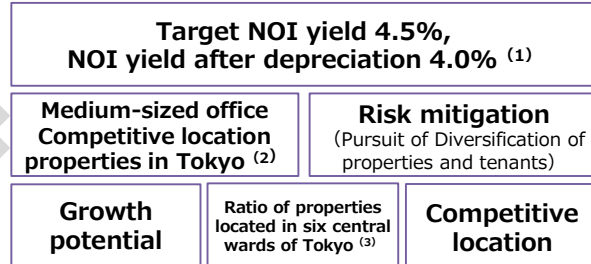 Target NOI yield 4.5%,
NOI yield after depreciation 4.0% (1)
Medium-sized office
Competitive location
properties in Tokyo (2)
Risk mitigation
(Pursuit of Diversification of
properties and tenants)
Growth
potential
Ratio of properties
located in six central
wards of Tokyo (3)
Competitive
location